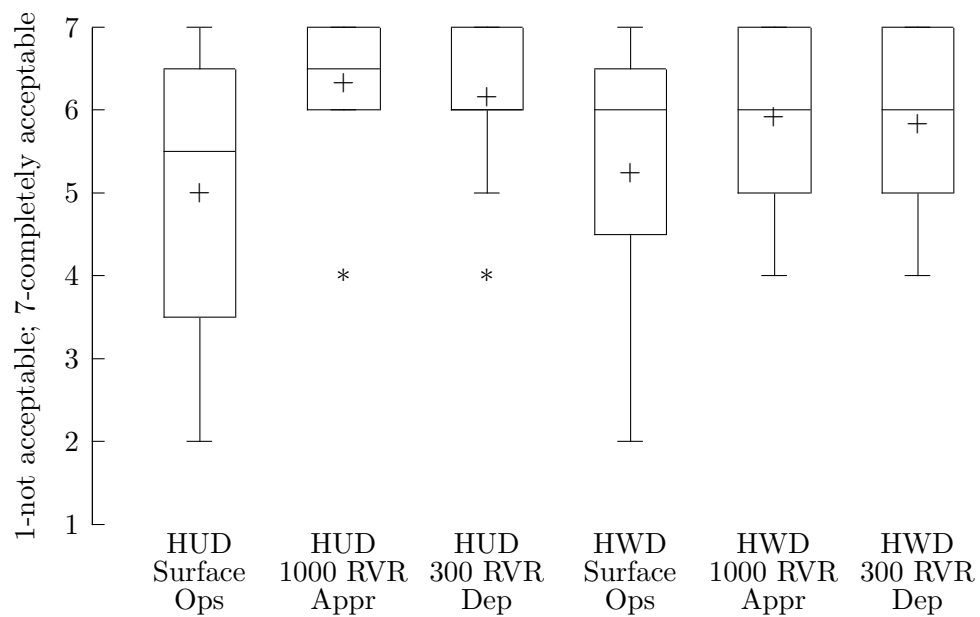 1-not acceptable; 7-completely acceptable
7
6
5
4
3
2
1
HUD
Surface
Ops
HUD
1000 RVR
Appr
HUD
300 RVR
Dep
HWD
Surface
Ops
HWD
1000 RVR
Appr
HWD
300 RVR
Dep